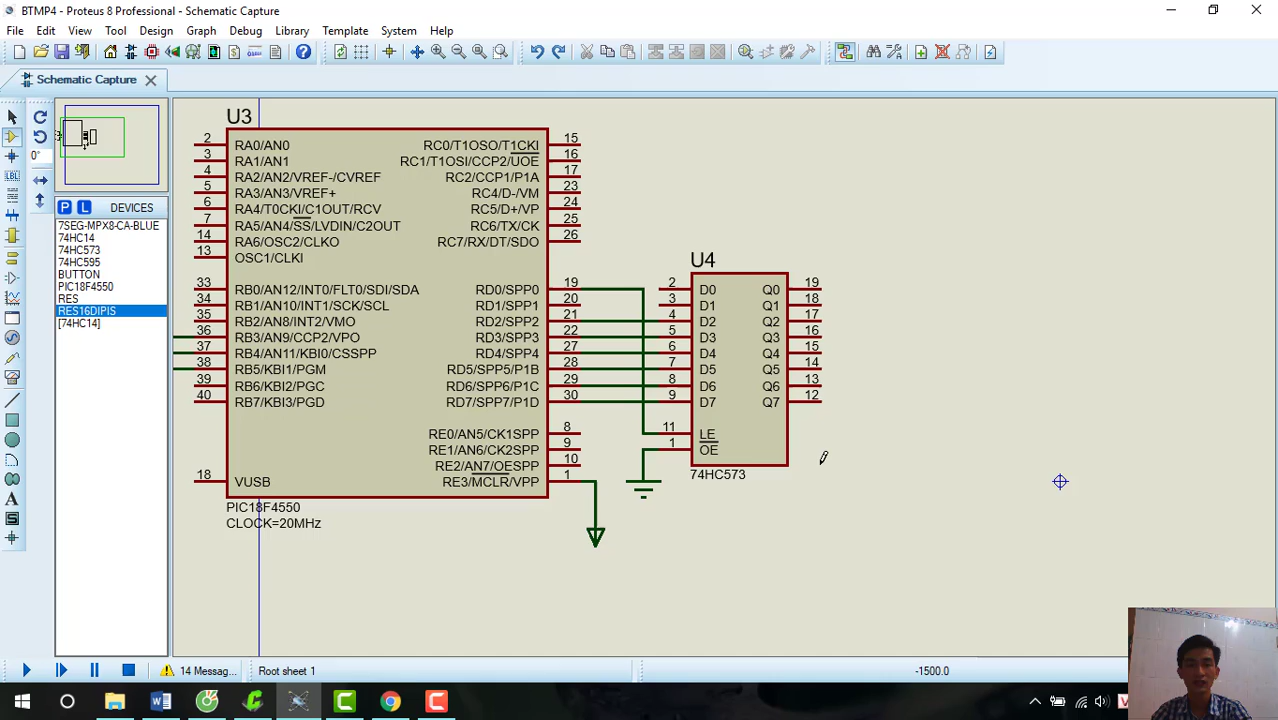 BTMP4 - Proteus 8 Professional - Schematic Capture
File Edit View Tool Design Graph Debug Library Template System Help
Schematic Capture
0°
P L DEVICES
7SEG-MPX8-CA-BLUE
74HC14
74HC573
74HC595
BUTTON
PIC18F4550
RES
RES16DIPIS
[74HC14]
U3
2 RA0/AN0 RC0/T1OSO/T1CKI 15
3 RA1/AN1 RC1/T1OSI/CCP2/UOE 16
4 RA2/AN2/VREF-/CVREF RC2/CCP1/P1A 17
5 RA3/AN3/VREF+ RC4/D-/VM 23
6 RA4/T0CKI/C1OUT/RCV RC5/D+/VP 24
7 RA5/AN4/SS/LVDIN/C2OUT RC6/TX/CK 25
14 RA6/OSC2/CLKO RC7/RX/DT/SDO 26
13 OSC1/CLKI
33 RB0/AN12/INT0/FLT0/SDI/SDA RD0/SPP0 19
34 RB1/AN10/INT1/SCK/SCL RD1/SPP1 20
35 RB2/AN8/INT2/VMO RD2/SPP2 21
36 RB3/AN9/CCP2/VPO RD3/SPP3 22
37 RB4/AN11/KBI0/CSSPP RD4/SPP4 27
38 RB5/KBI1/PGM RD5/SPP5/P1B 28
39 RB6/KBI2/PGC RD6/SPP6/P1C 29
40 RB7/KBI3/PGD RD7/SPP7/P1D 30
RE0/AN5/CK1SPP 8
RE1/AN6/CK2SPP 9
RE2/AN7/OESPP 10
18 VUSB RE3/MCLR/VPP 1
PIC18F4550
CLOCK=20MHz
U4
2 D0 Q0 19
3 D1 Q1 18
4 D2 Q2 17
5 D3 Q3 16
6 D4 Q4 15
7 D5 Q5 14
8 D6 Q6 13
9 D7 Q7 12
11 LE
1 OE
74HC573
14 Messag... Root sheet 1 -1500.0